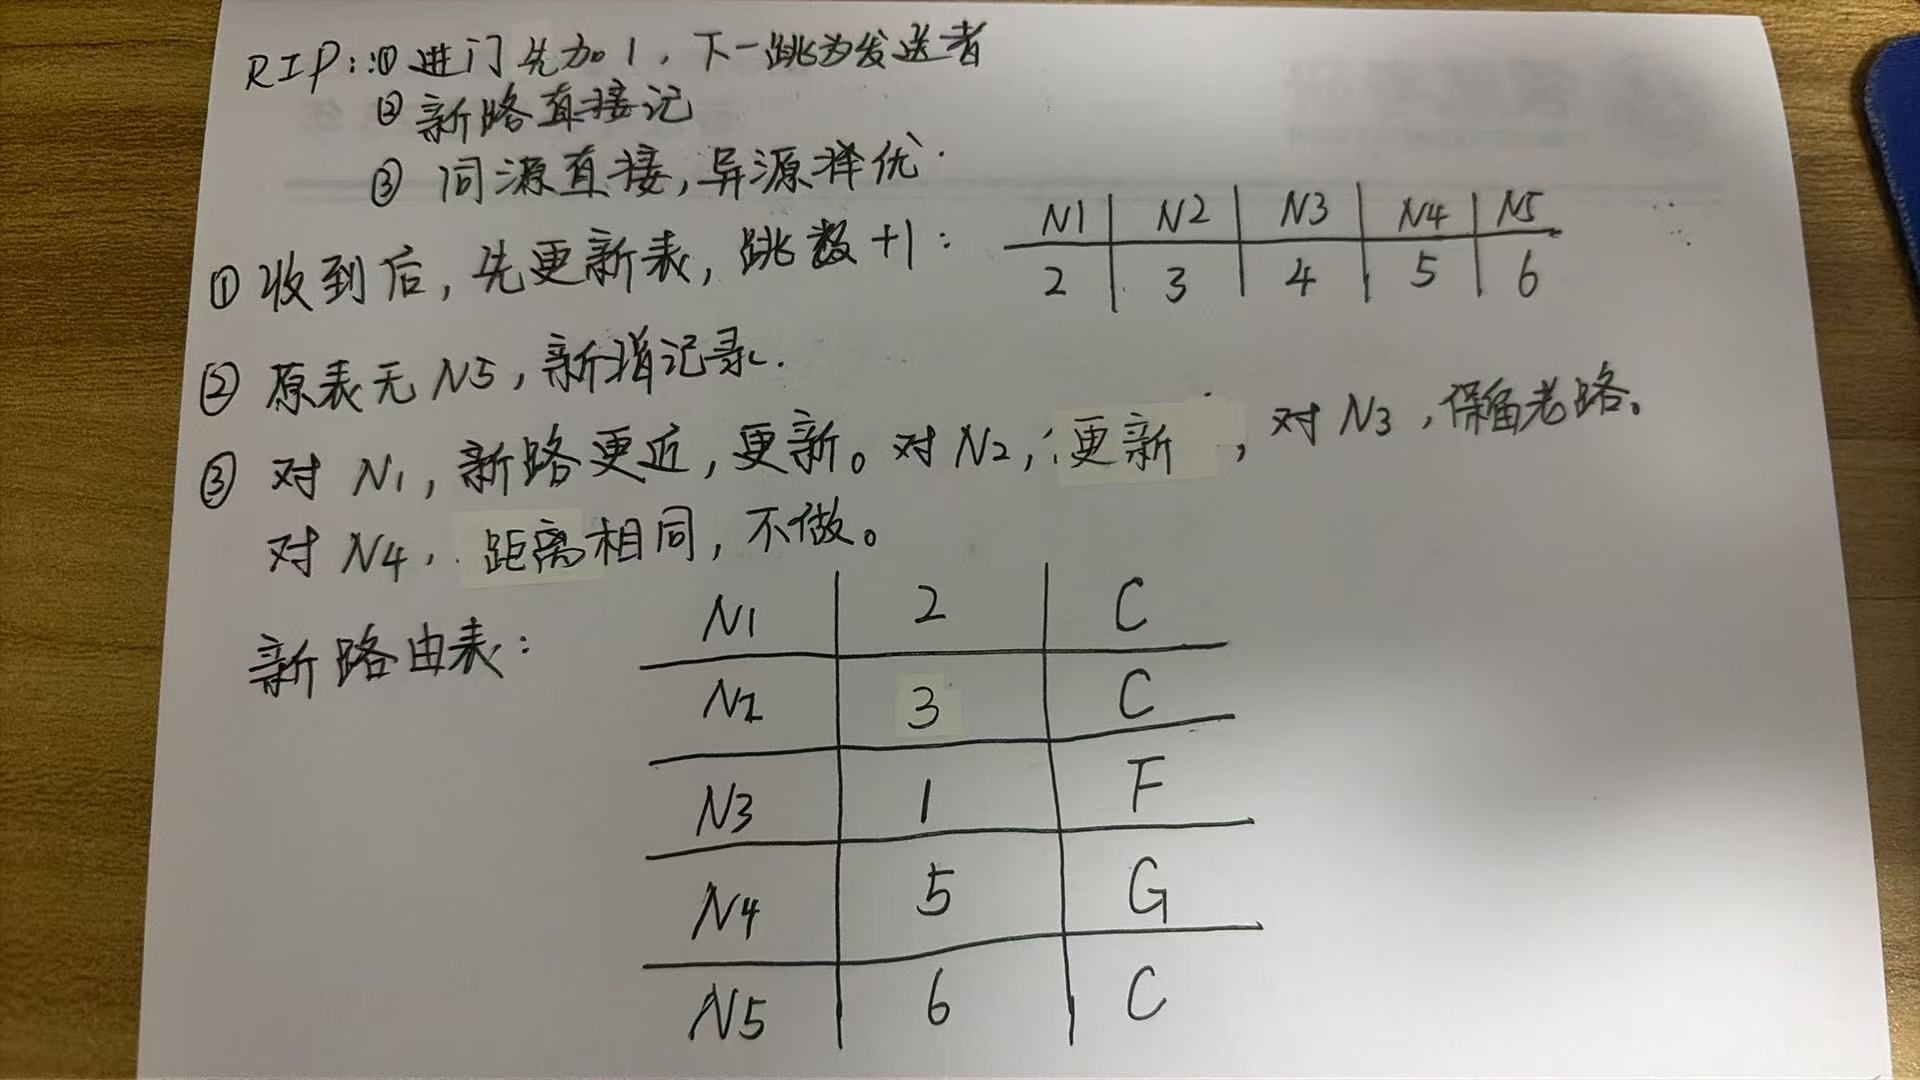 RIP:①进门先加1,下一跳为发送者
②新路直接记
③同源直接,异源择优.
①收到后,先更新表,跳数+1: N1 N2 N3 N4 N5
2 3 4 5 6
②原表无N5,新增记录.
③对N1,新路更近,更新。对N2,更新,对N3,保留老路。
对N4,距离相同,不做。
新路由表:
N1 2 C
N2 3 C
N3 1 F
N4 5 G
N5 6 C